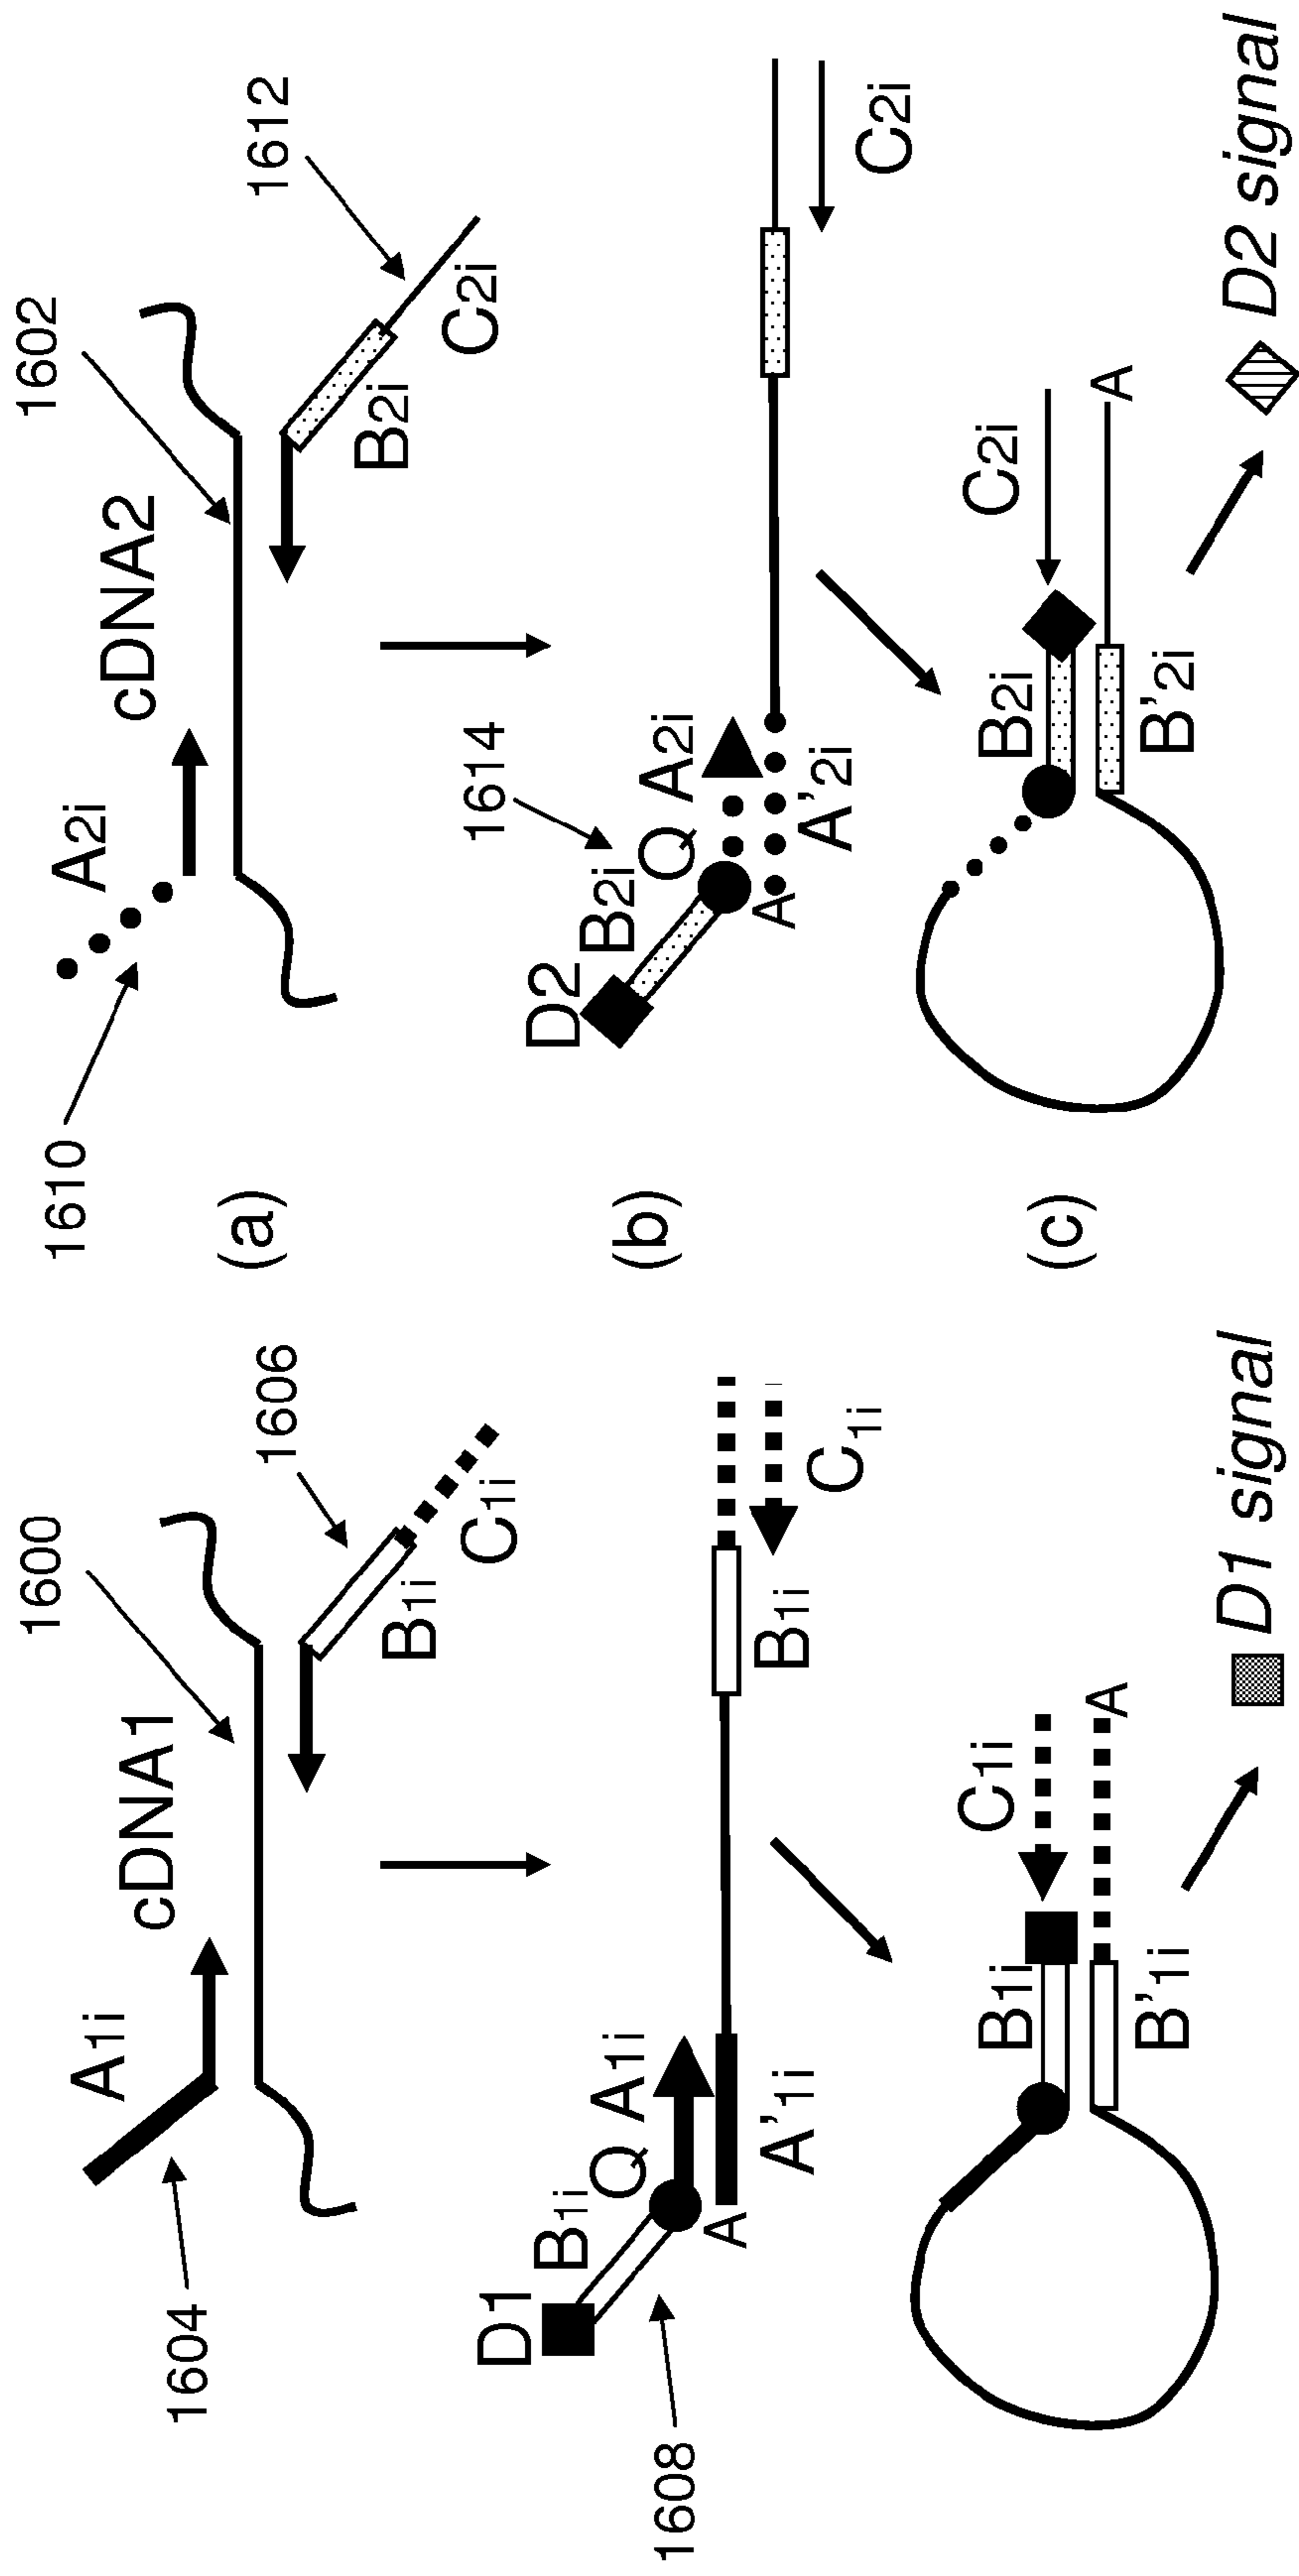 1600
cDNA1
A1i
1604
1606
B1i
C1i
D1
B1i
Q
A1i
A
A'1i
1608
B1i
C1i
B1i
C1i
B'1i
A
D1 signal
(a)
(b)
(c)
1602
cDNA2
A2i
1610
1612
B2i
C2i
D2
B2i
Q
A2i
1614
A
A'2i
C2i
B2i
C2i
B'2i
A
D2 signal